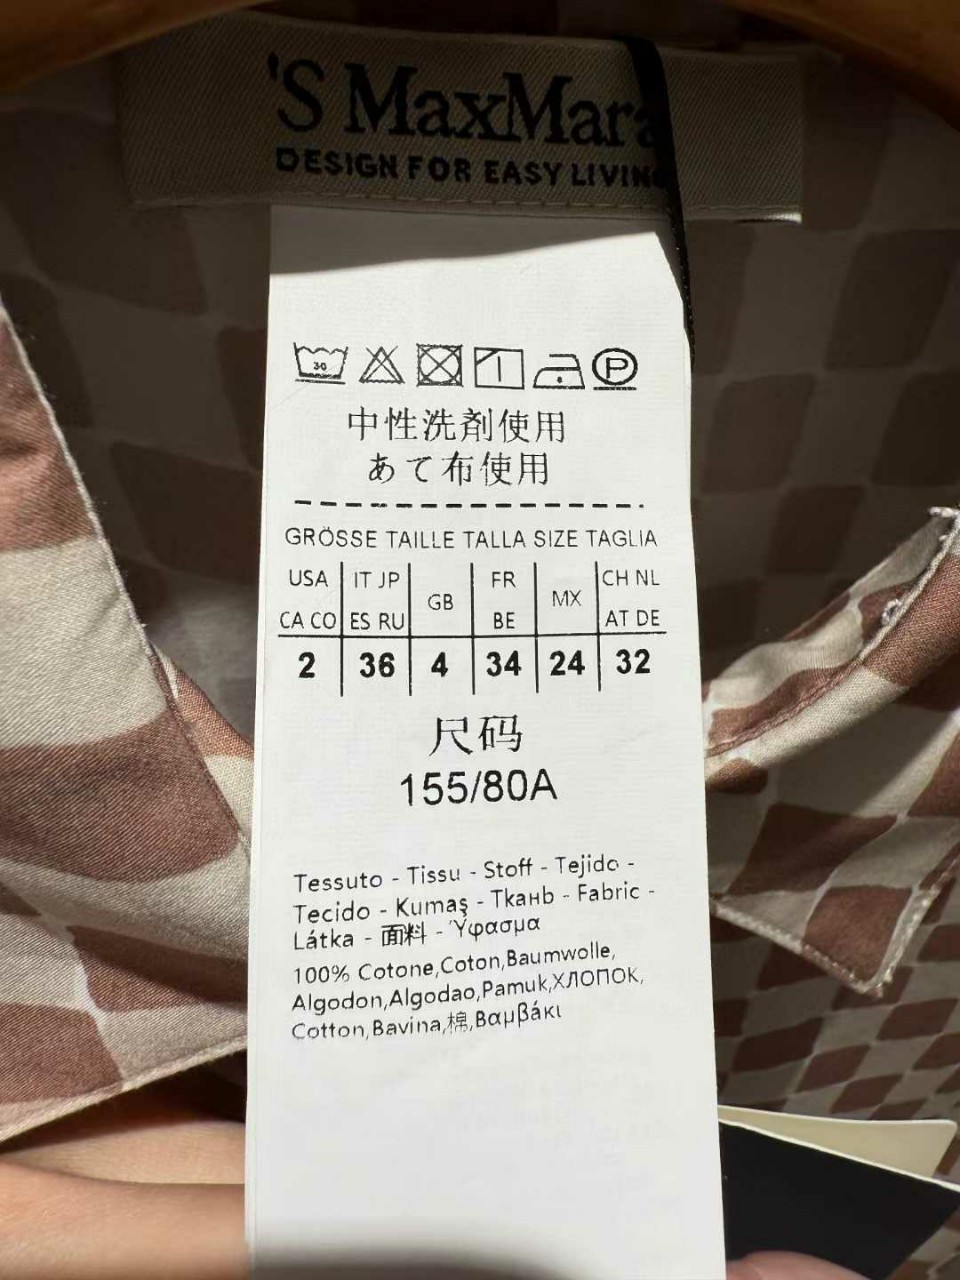 'S MaxMara
DESIGN FOR EASY LIVING
30
P
中性洗剤使用
あて布使用
GRÖSSE TAILLE TALLA SIZE TAGLIA
USA IT JP GB FR MX CH NL
CA CO ES RU BE AT DE
2 36 4 34 24 32
尺码
155/80A
Tessuto - Tissu - Stoff - Tejido -
Tecido - Kumaş - Ткань - Fabric -
Látka - 面料 - Ύφασμα
100% Cotone,Coton,Baumwolle,
Algodon,Algodao,Pamuk,ХЛОПОК,
Cotton,Bavlna,棉,Βαμβάκι